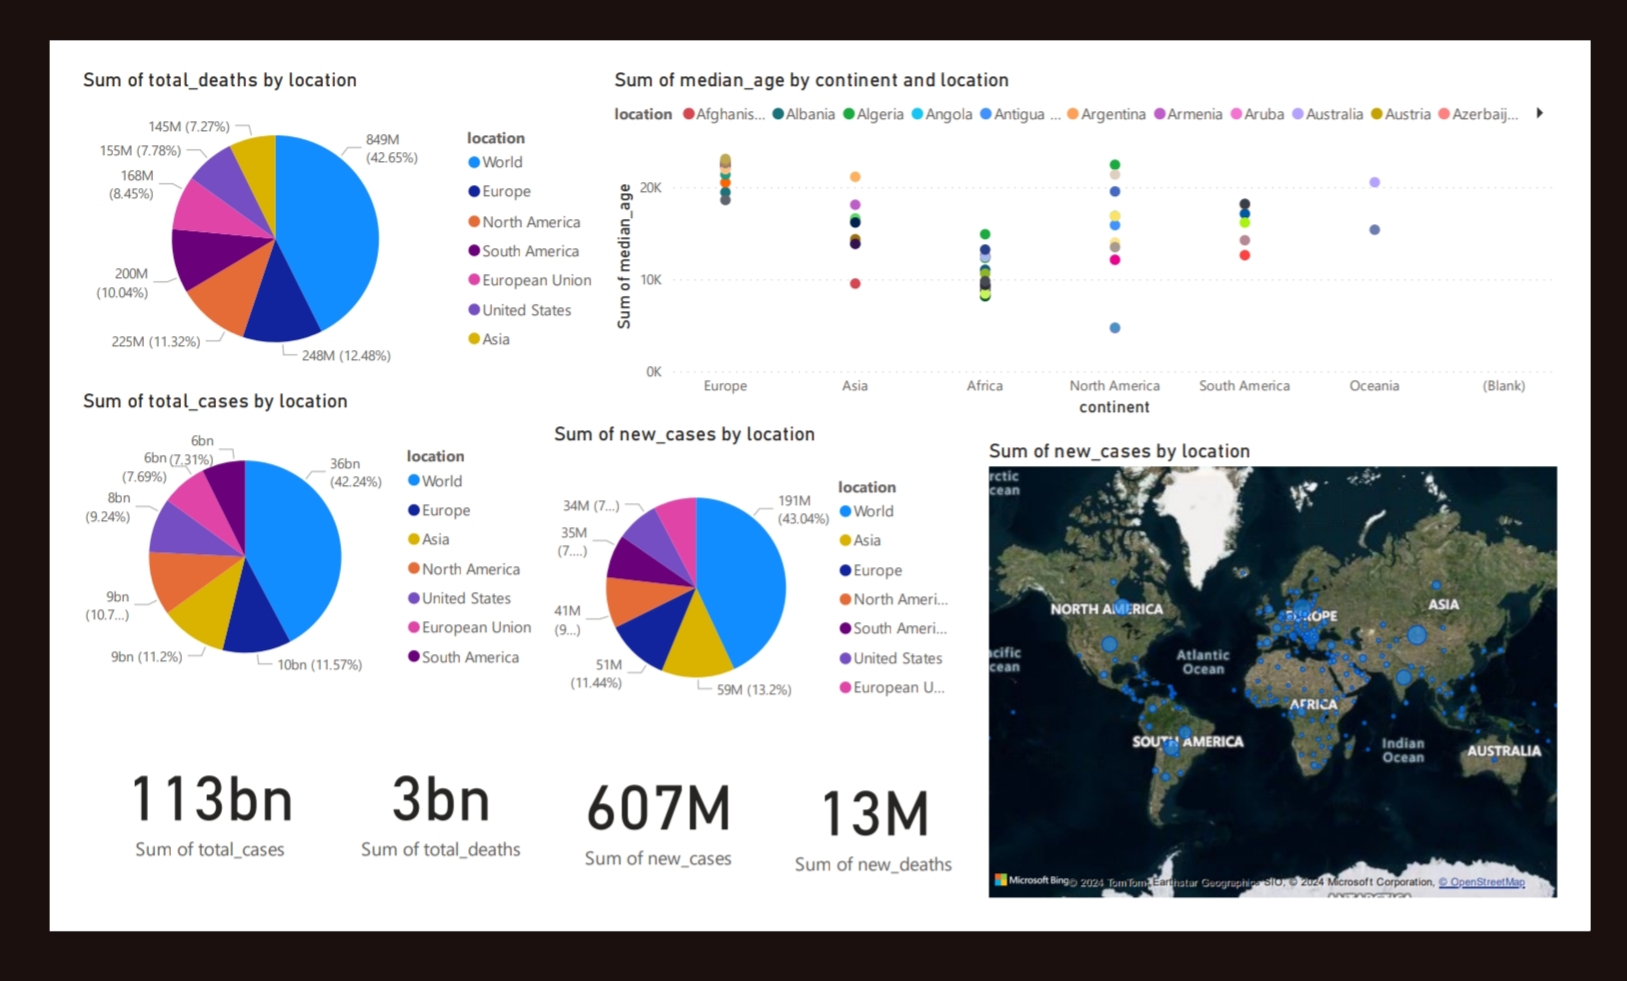 Sum of total_deaths by location
145M (7.27%)
155M (7.78%)
168M
(8.45%)
200M
(10.04%)
225M (11.32%)
248M (12.48%)
849M
(42.65%)
location
World
Europe
North America
South America
European Union
United States
Asia
Sum of median_age by continent and location
location Afghanis... Albania Algeria Angola Antigua ... Argentina Armenia Aruba Australia Austria Azerbaij...
Sum of median_age
20K
10K
0K
Europe Asia Africa North America South America Oceania (Blank)
continent
Sum of total_cases by location
6bn
(7.31%)
6bn
(7.69%)
8bn
(9.24%)
9bn
(10.7...)
9bn (11.2%)
10bn (11.57%)
36bn
(42.24%)
location
World
Europe
Asia
North America
United States
European Union
South America
Sum of new_cases by location
34M (7...)
35M
(7....)
41M
(9...)
51M
(11.44%)
59M (13.2%)
191M
(43.04%)
location
World
Asia
Europe
North Ameri...
South Ameri...
United States
European U...
Sum of new_cases by location
rctic
cean
NORTH AMERICA
EUROPE
ASIA
acific
cean
Atlantic
Ocean
AFRICA
SOUTH AMERICA
Indian
Ocean
AUSTRALIA
Microsoft Bing
© 2024 TomTom, Earthstar Geographics SIO, © 2024 Microsoft Corporation, © OpenStreetMap
ANTARCTICA
113bn
Sum of total_cases
3bn
Sum of total_deaths
607M
Sum of new_cases
13M
Sum of new_deaths